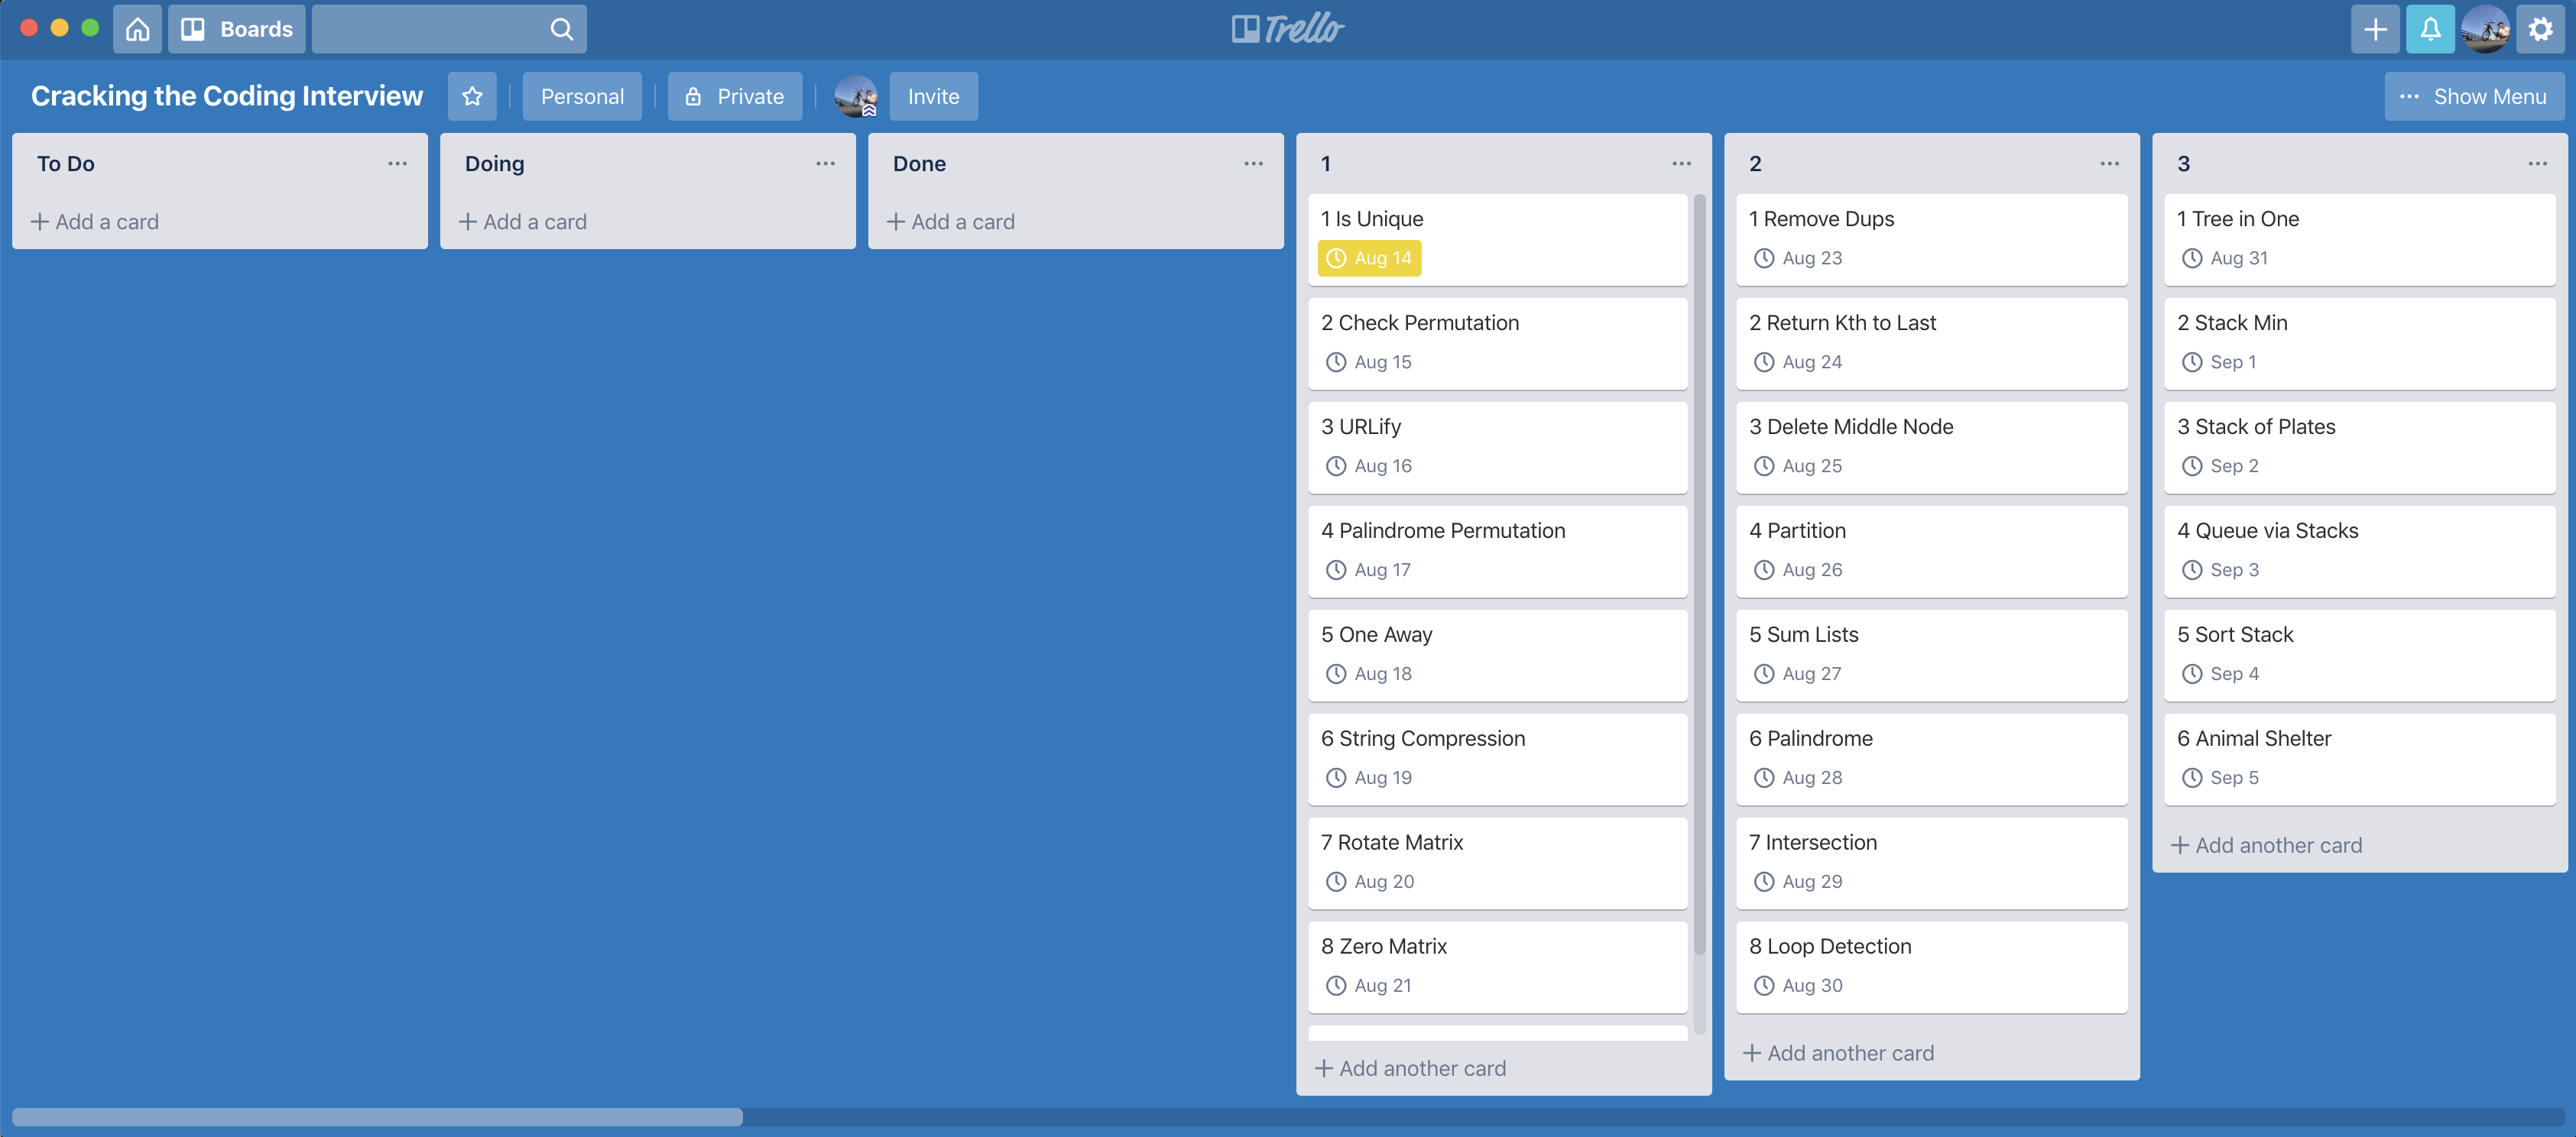 Boards
Trello
Cracking the Coding Interview
Personal
Private
Invite
Show Menu
To Do
Add a card
Doing
Add a card
Done
Add a card
1
1 Is Unique
Aug 14
2 Check Permutation
Aug 15
3 URLify
Aug 16
4 Palindrome Permutation
Aug 17
5 One Away
Aug 18
6 String Compression
Aug 19
7 Rotate Matrix
Aug 20
8 Zero Matrix
Aug 21
Add another card
2
1 Remove Dups
Aug 23
2 Return Kth to Last
Aug 24
3 Delete Middle Node
Aug 25
4 Partition
Aug 26
5 Sum Lists
Aug 27
6 Palindrome
Aug 28
7 Intersection
Aug 29
8 Loop Detection
Aug 30
Add another card
3
1 Tree in One
Aug 31
2 Stack Min
Sep 1
3 Stack of Plates
Sep 2
4 Queue via Stacks
Sep 3
5 Sort Stack
Sep 4
6 Animal Shelter
Sep 5
Add another card